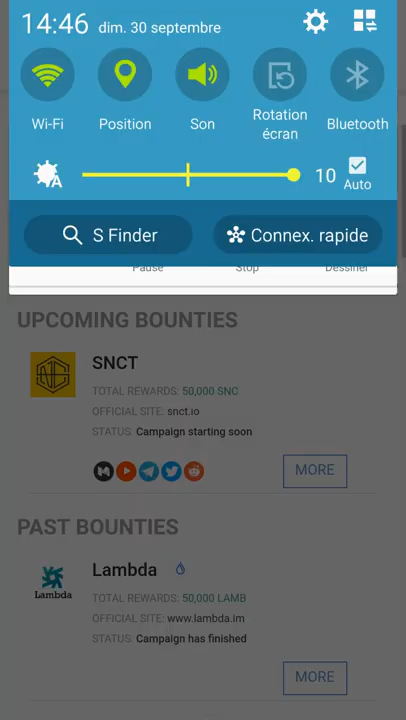 14:46 dim. 30 septembre
Wi-Fi Position Son Rotation écran Bluetooth
A 10 Auto
S Finder Connex. rapide
Pause Stop Dessiner
UPCOMING BOUNTIES
SNCT
TOTAL REWARDS: 50,000 SNC
OFFICIAL SITE: snct.io
STATUS: Campaign starting soon
MORE
PAST BOUNTIES
Lambda
Lambda
TOTAL REWARDS: 50,000 LAMB
OFFICIAL SITE: www.lambda.im
STATUS: Campaign has finished
MORE